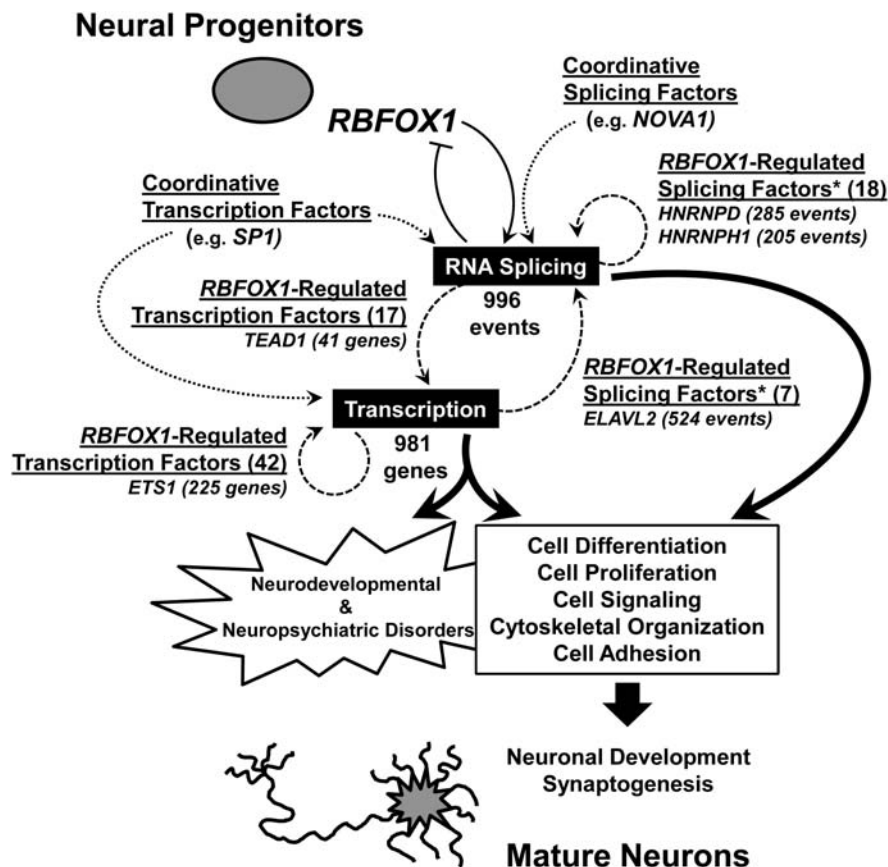 Neural Progenitors
RBFOX1
Coordinative
Splicing Factors
(e.g. NOVA1)
Coordinative
Transcription Factors
(e.g. SP1)
RBFOX1-Regulated
Splicing Factors* (18)
HNRNPD (285 events)
HNRNPH1 (205 events)
RNA Splicing
996
events
RBFOX1-Regulated
Transcription Factors (17)
TEAD1 (41 genes)
RBFOX1-Regulated
Splicing Factors* (7)
ELAVL2 (524 events)
Transcription
981
genes
RBFOX1-Regulated
Transcription Factors (42)
ETS1 (225 genes)
Neurodevelopmental
&
Neuropsychiatric Disorders
Cell Differentiation
Cell Proliferation
Cell Signaling
Cytoskeletal Organization
Cell Adhesion
Neuronal Development
Synaptogenesis
Mature Neurons